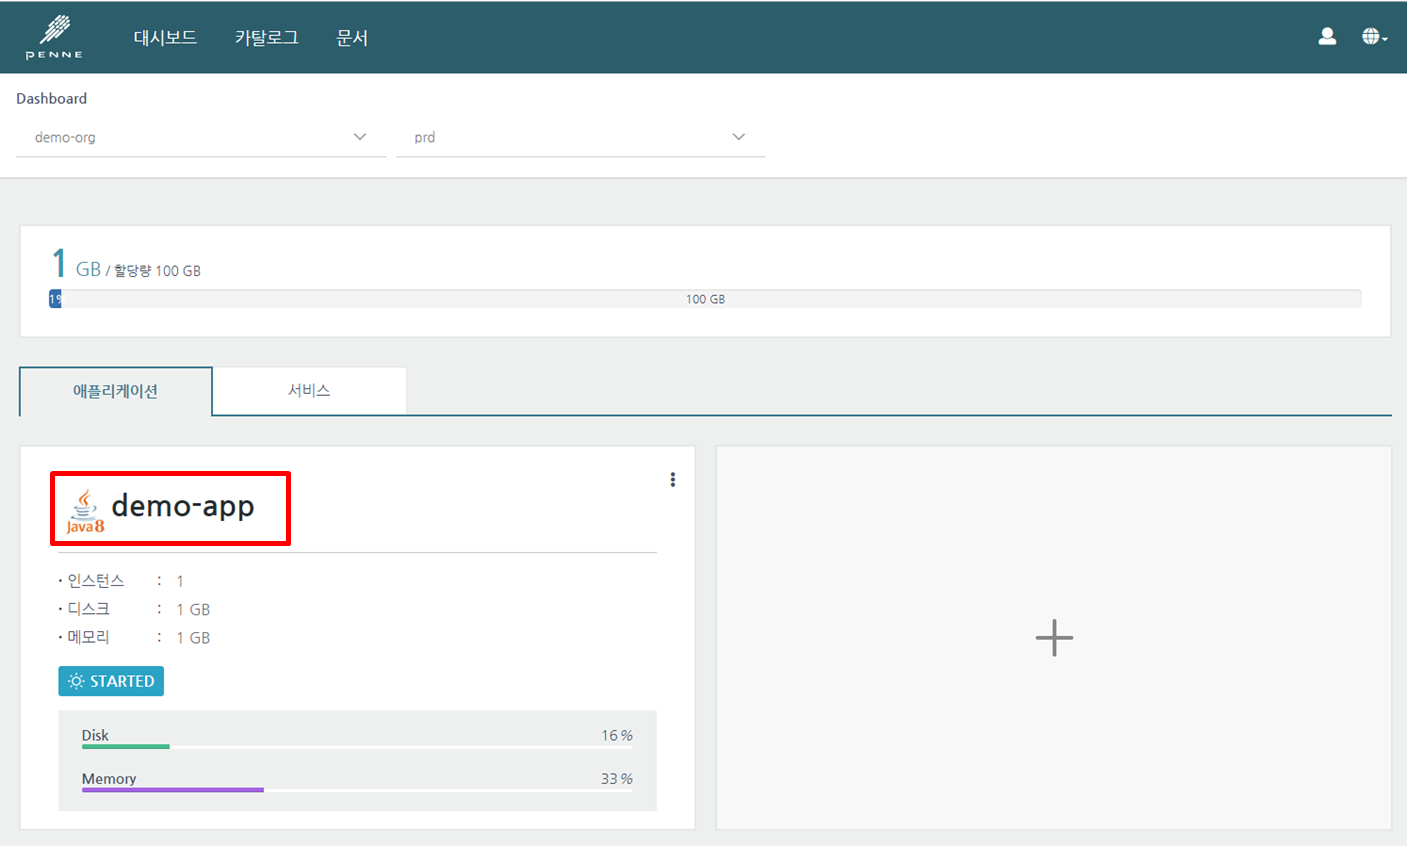 PENNE 대시보드 카탈로그 문서
Dashboard
demo-org prd
1 GB / 할당량 100 GB
1% 100 GB
애플리케이션 서비스
Java8 demo-app
· 인스턴스 : 1
· 디스크 : 1 GB
· 메모리 : 1 GB
STARTED
Disk 16 %
Memory 33 %